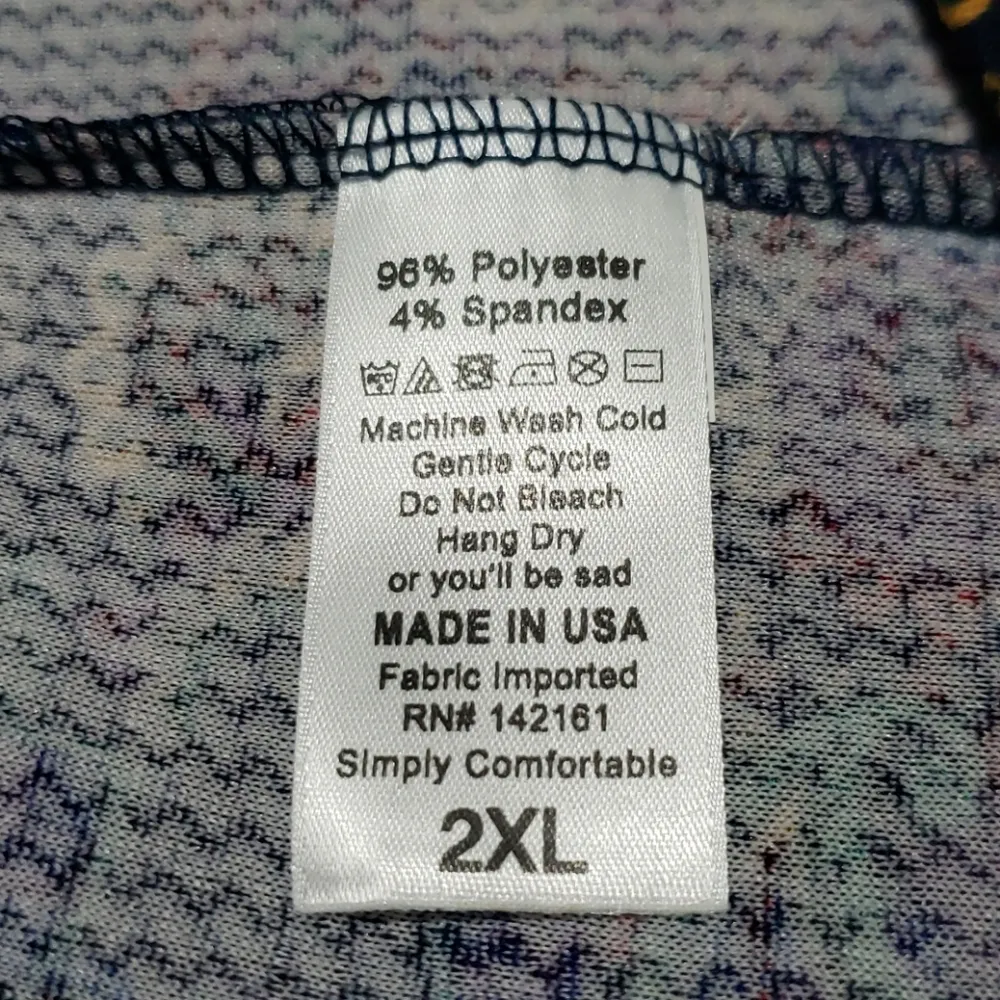 96% Polyester
4% Spandex
Machine Wash Cold
Gentle Cycle
Do Not Bleach
Hang Dry
or you'll be sad
MADE IN USA
Fabric Imported
RN# 142161
Simply Comfortable
2XL